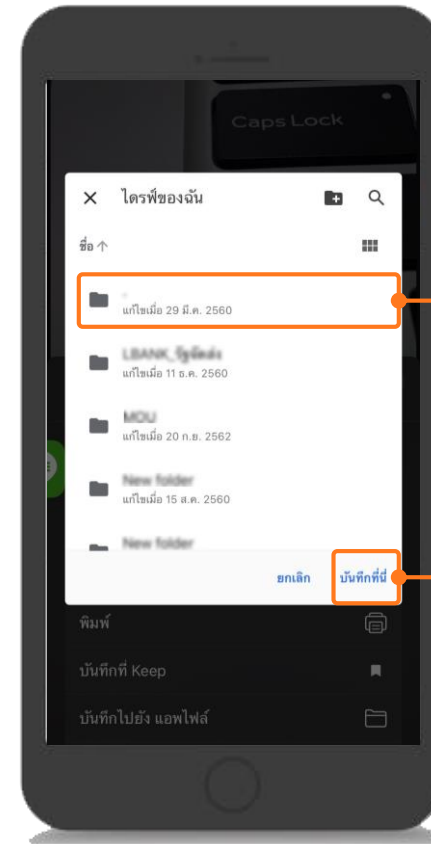 Caps Lock
ไดรฟ์ของฉัน
ชื่อ
แก้ไขเมื่อ 29 มี.ค. 2560
LBANK_
แก้ไขเมื่อ 11 ธ.ค. 2560
MOU
แก้ไขเมื่อ 20 ก.ย. 2562
New folder
แก้ไขเมื่อ 15 ส.ค. 2560
New folder
ยกเลิก บันทึกที่นี่
พิมพ์
บันทึกที่ Keep
บันทึกไปยัง แอพไฟล์